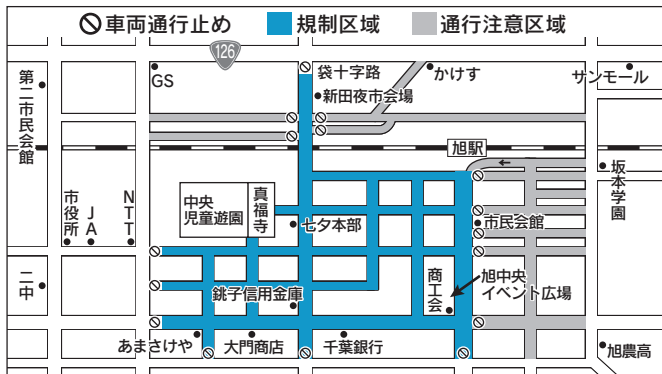 車両通行止め 規制区域 通行注意区域
126
袋十字路
かけす
サンモール
GS
新田夜市会場
第二市民会館
旭駅
坂本学園
市役所
JA
NTT
中央
児童遊園
真福寺
七夕本部
市民会館
二中
銚子信用金庫
商工会
旭中央
イベント広場
あまさけや
大門商店
千葉銀行
旭農高